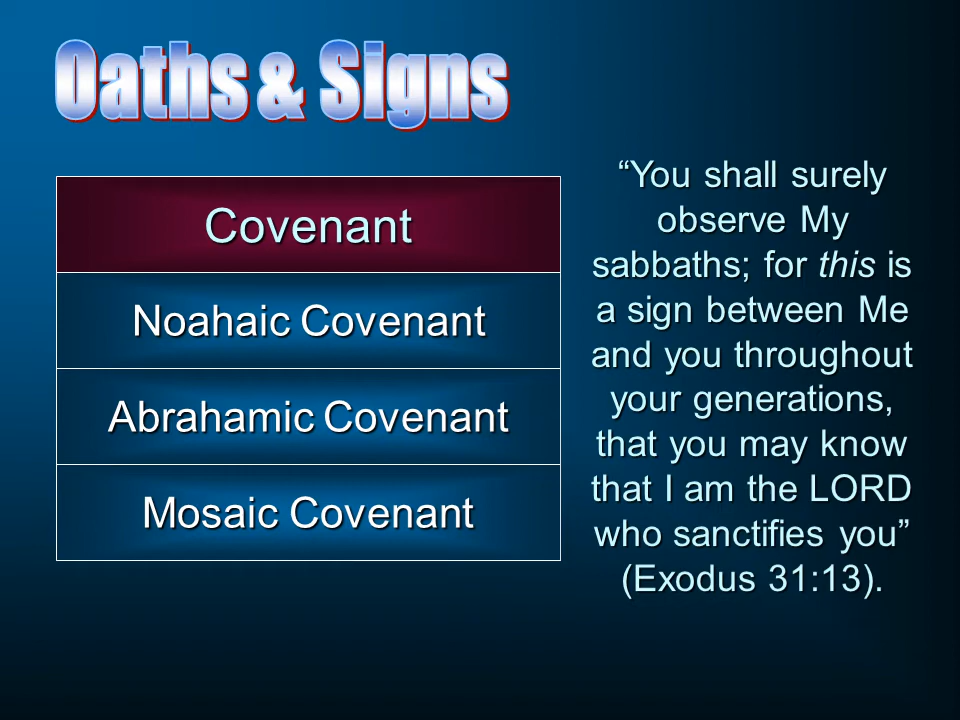 Oaths & Signs
Covenant
Noahaic Covenant
Abrahamic Covenant
Mosaic Covenant
“You shall surely
observe My
sabbaths; for this is
a sign between Me
and you throughout
your generations,
that you may know
that I am the LORD
who sanctifies you”
(Exodus 31:13).